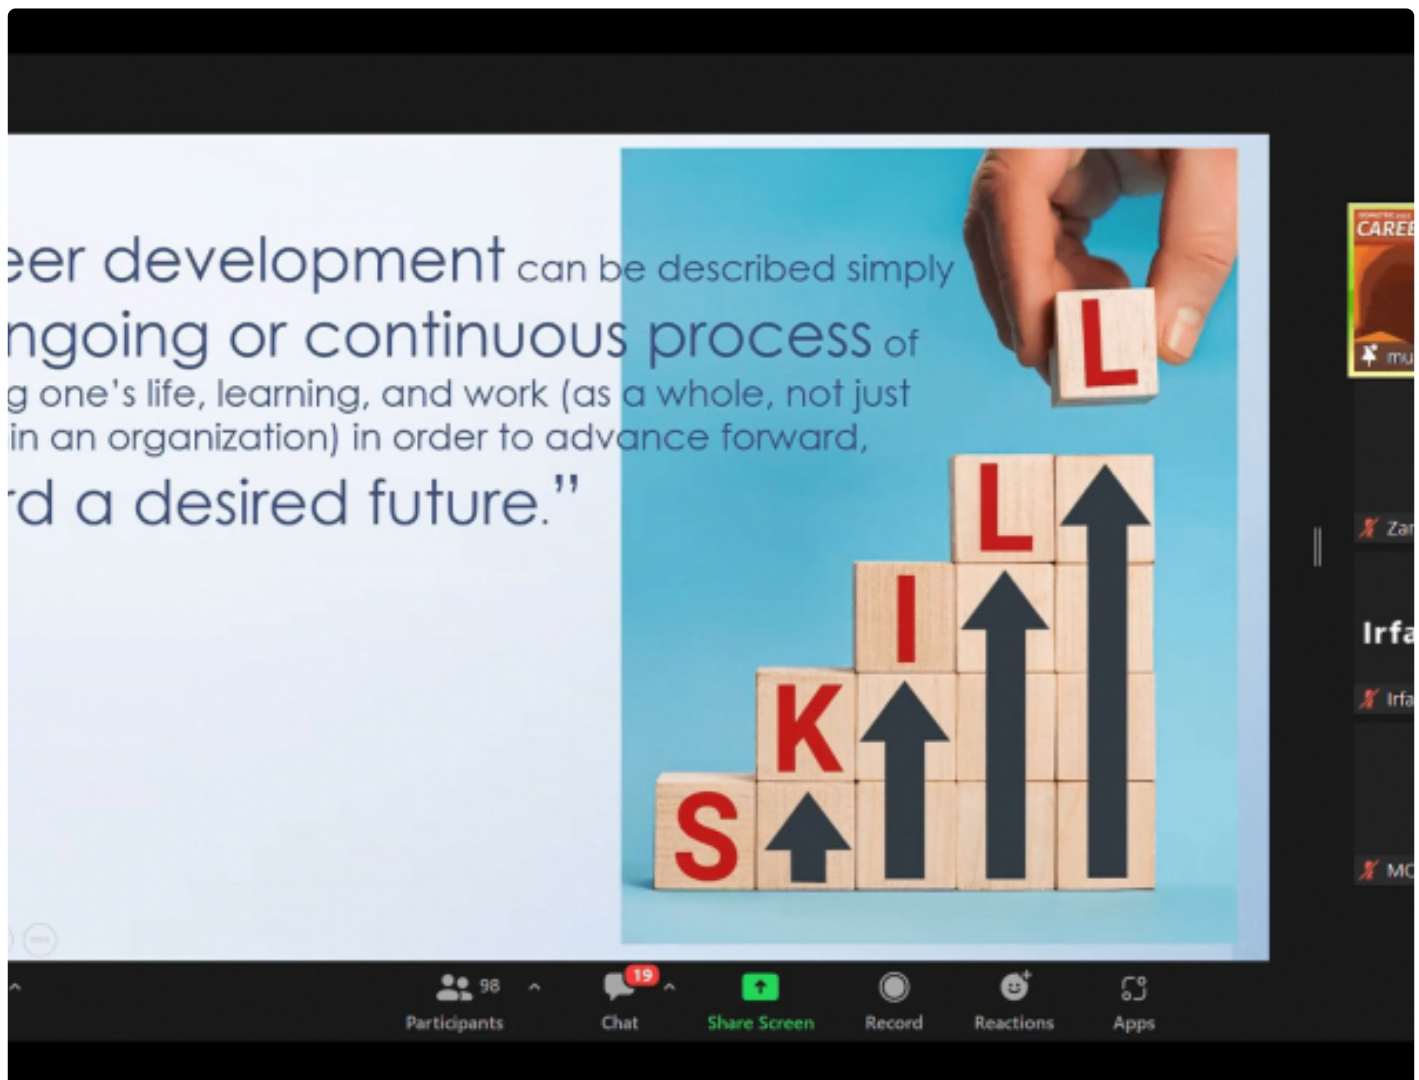 eer development can be described simply
ngoing or continuous process of
g one's life, learning, and work (as a whole, not just
in an organization) in order to advance forward,
rd a desired future.”
L
L
I
K
S
CAREE
mu
Zar
Irfa
Irfa
MO
98
19
Participants
Chat
Share Screen
Record
Reactions
Apps